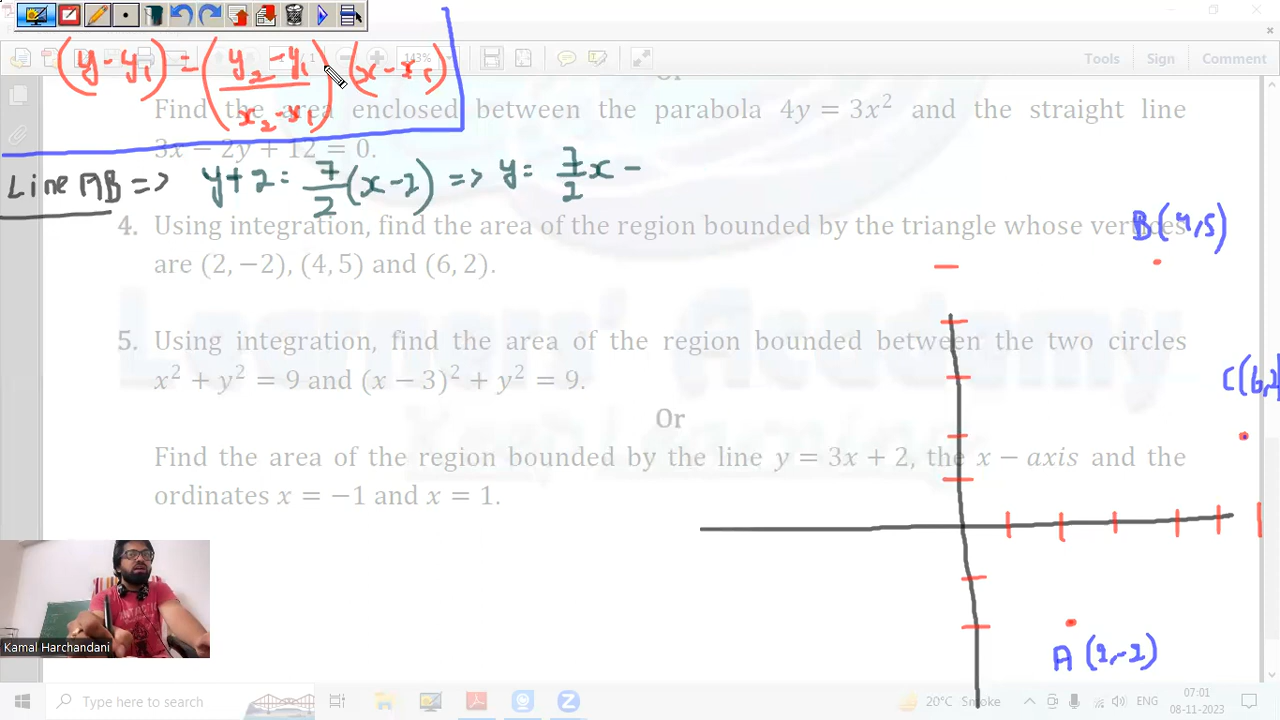 143%
Tools
Sign
Comment
(y - y₁) = (y₂ - y₁ / x₂ - x₁) (x - x₁)
Or
Find the area enclosed between the parabola 4y = 3x² and the straight line
3x − 2y + 12 = 0.
Line AB => y + 2 = 7/2 (x - 2) => y = 7/2 x -
4. Using integration, find the area of the region bounded by the triangle whose vertices
are (2, −2), (4, 5) and (6, 2).
B(4,5)
5. Using integration, find the area of the region bounded between the two circles
x² + y² = 9 and (x − 3)² + y² = 9.
C(6,2)
Or
Find the area of the region bounded by the line y = 3x + 2, the x − axis and the
ordinates x = −1 and x = 1.
A(2,-2)
Learners' Academy
Kamal Harchandani
Type here to search
20°C Smoke
ENG
07:01
08-11-2023